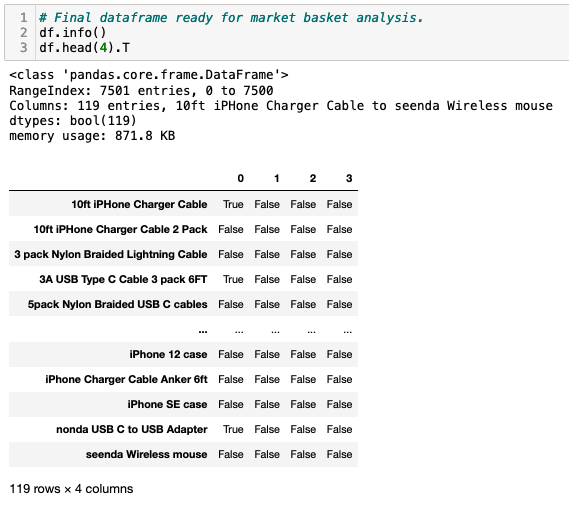 1 # Final dataframe ready for market basket analysis.
2 df.info()
3 df.head(4).T
<class 'pandas.core.frame.DataFrame'>
RangeIndex: 7501 entries, 0 to 7500
Columns: 119 entries, 10ft iPHone Charger Cable to seenda Wireless mouse
dtypes: bool(119)
memory usage: 871.8 KB
0 1 2 3
10ft iPHone Charger Cable True False False False
10ft iPHone Charger Cable 2 Pack False False False False
3 pack Nylon Braided Lightning Cable False False False False
3A USB Type C Cable 3 pack 6FT True False False False
5pack Nylon Braided USB C cables False False False False
... ... ... ... ...
iPhone 12 case False False False False
iPhone Charger Cable Anker 6ft False False False False
iPhone SE case False False False False
nonda USB C to USB Adapter True False False False
seenda Wireless mouse False False False False
119 rows × 4 columns